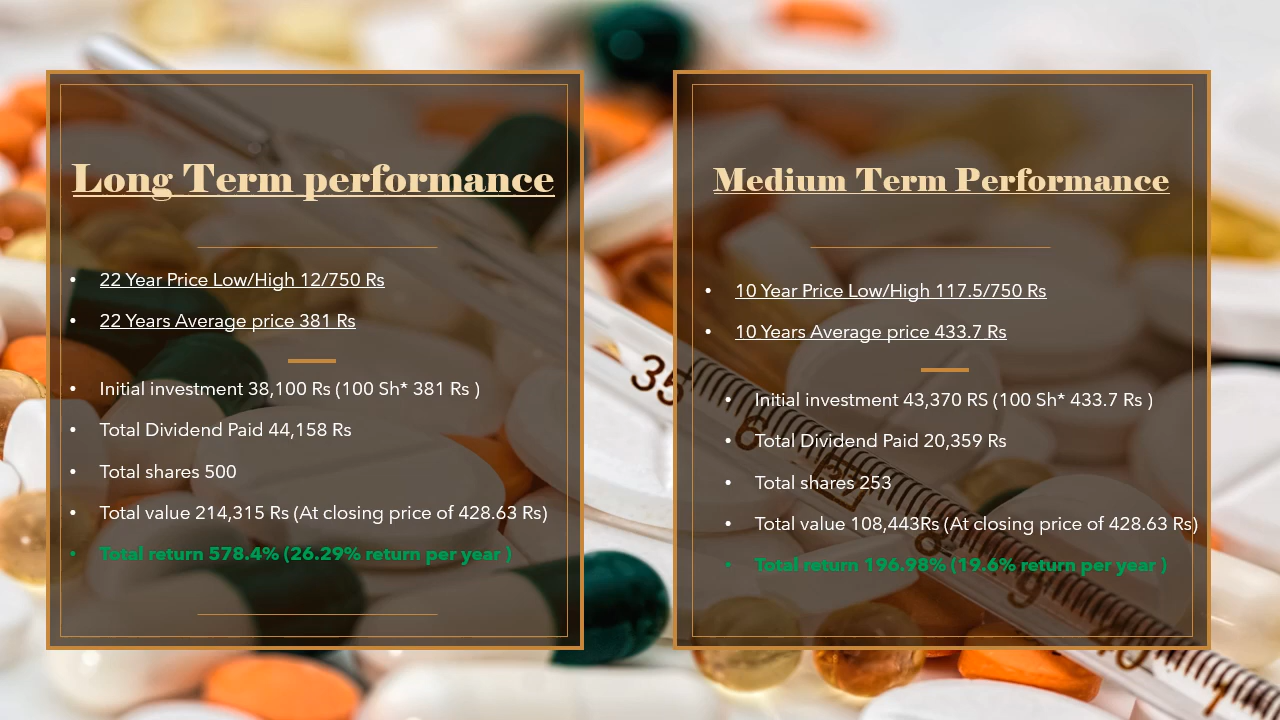 Long Term performance
• 22 Year Price Low/High 12/750 Rs
• 22 Years Average price 381 Rs
• Initial investment 38,100 Rs (100 Sh* 381 Rs )
• Total Dividend Paid 44,158 Rs
• Total shares 500
• Total value 214,315 Rs (At closing price of 428.63 Rs)
• Total return 578.4% (26.29% return per year )
Medium Term Performance
• 10 Year Price Low/High 117.5/750 Rs
• 10 Years Average price 433.7 Rs
• Initial investment 43,370 RS (100 Sh* 433.7 Rs )
• Total Dividend Paid 20,359 Rs
• Total shares 253
• Total value 108,443Rs (At closing price of 428.63 Rs)
• Total return 196.98% (19.6% return per year )
35
6
8
9